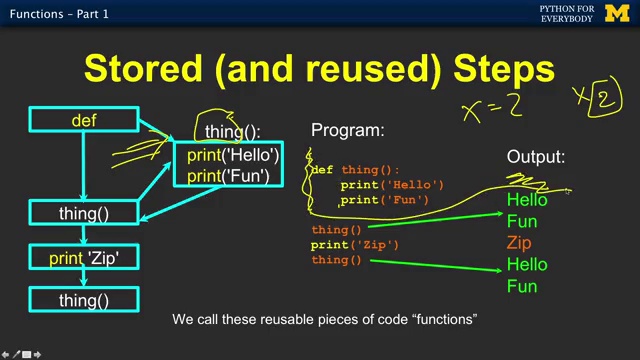 Functions – Part 1
PYTHON FOR
EVERYBODY
Stored (and reused) Steps
def
thing():
print('Hello')
print('Fun')
thing()
print 'Zip'
thing()
Program:
def thing():
print('Hello')
print('Fun')
thing()
print('Zip')
thing()
x = 2
x 2
Output:
Hello
Fun
Zip
Hello
Fun
We call these reusable pieces of code “functions”